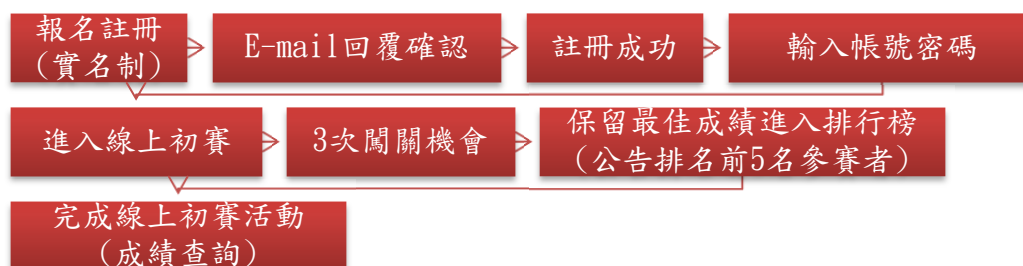 報名註冊
(實名制)
E-mail回覆確認
註冊成功
輸入帳號密碼
進入線上初賽
3次闖關機會
保留最佳成績進入排行榜
(公告排名前5名參賽者)
完成線上初賽活動
(成績查詢)